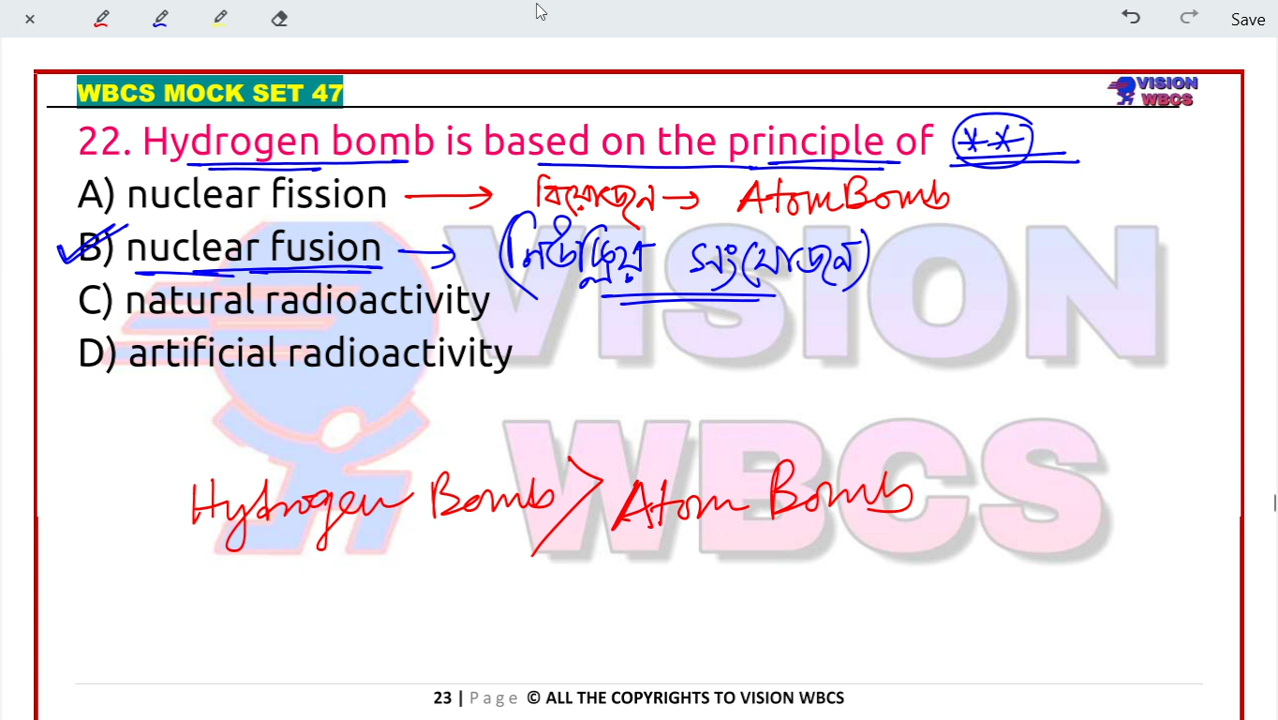 Save
WBCS MOCK SET 47
VISION
WBCS
22. Hydrogen bomb is based on the principle of **
A) nuclear fission → বিয়োজন → Atom Bomb
B) nuclear fusion → (নিউক্লিয় সংযোজন)
C) natural radioactivity
D) artificial radioactivity
VISION
WBCS
Hydrogen Bomb > Atom Bomb
23 | Page © ALL THE COPYRIGHTS TO VISION WBCS